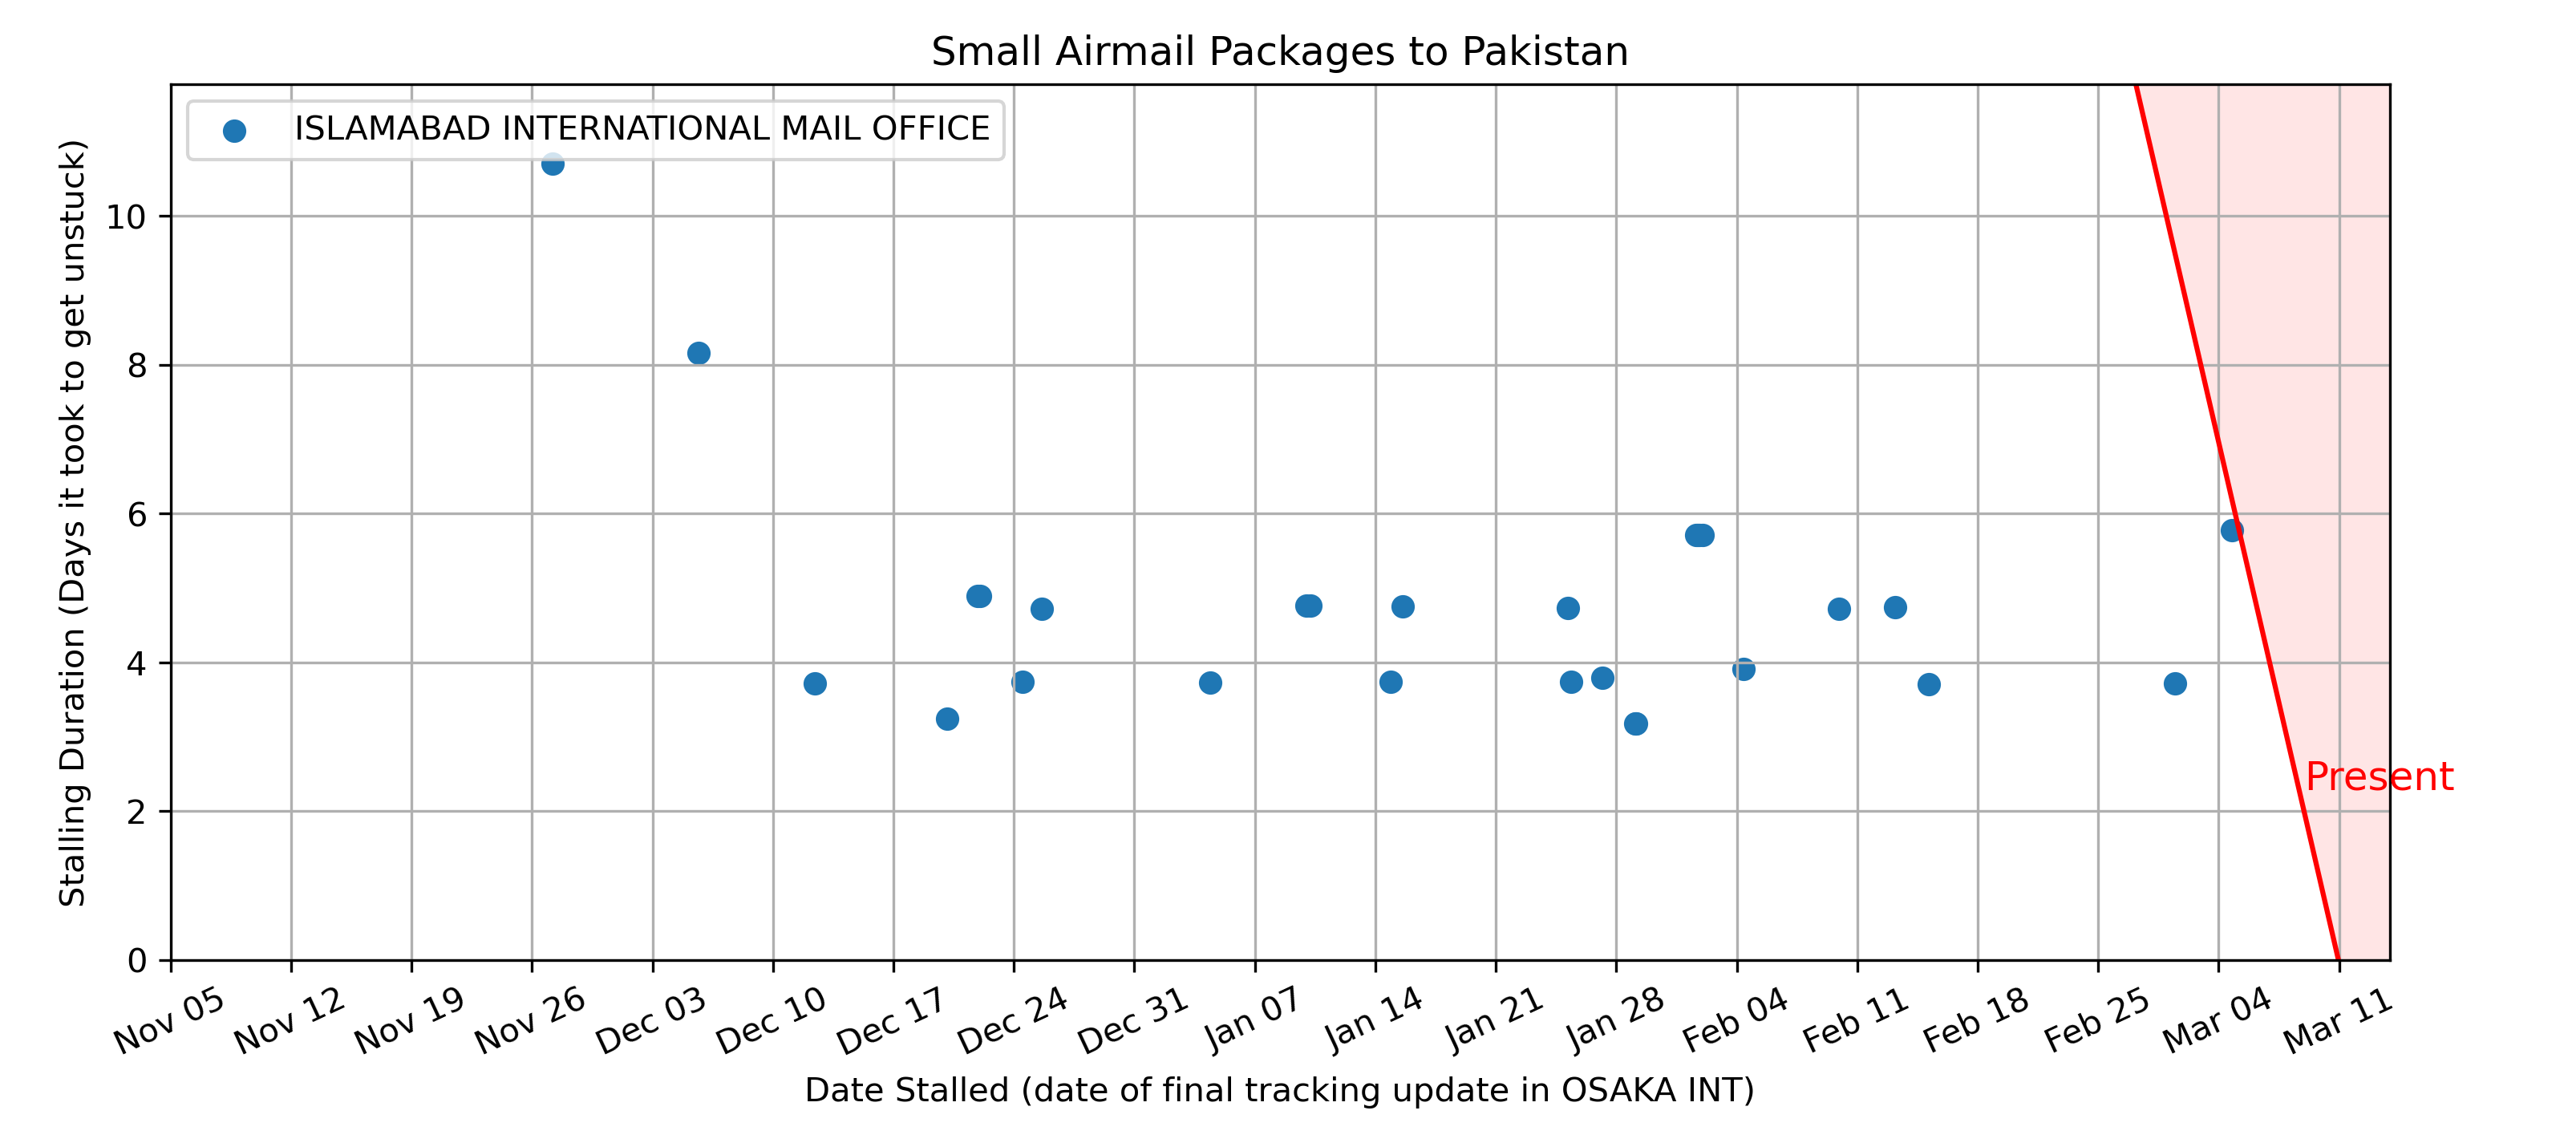 Small Airmail Packages to Pakistan
ISLAMABAD INTERNATIONAL MAIL OFFICE
Stalling Duration (Days it took to get unstuck)
10
8
6
4
2
0
Present
Nov 05
Nov 12
Nov 19
Nov 26
Dec 03
Dec 10
Dec 17
Dec 24
Dec 31
Jan 07
Jan 14
Jan 21
Jan 28
Feb 04
Feb 11
Feb 18
Feb 25
Mar 04
Mar 11
Date Stalled (date of final tracking update in OSAKA INT)